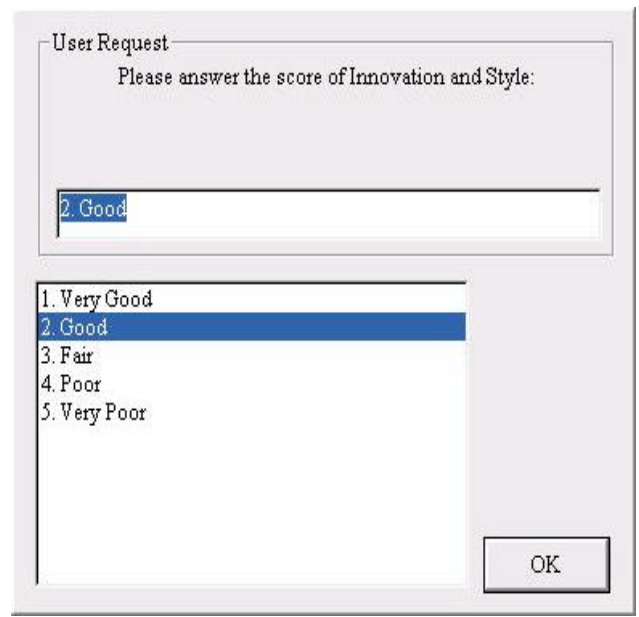 User Request
Please answer the score of Innovation and Style:
2. Good
1. Very Good
2. Good
3. Fair
4. Poor
5. Very Poor
OK